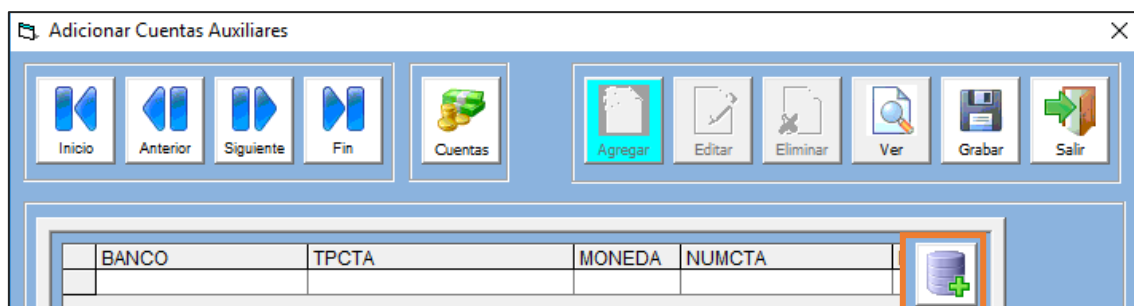 Adicionar Cuentas Auxiliares
Inicio Anterior Siguiente Fin Cuentas Agregar Editar Eliminar Ver Grabar Salir
BANCO TPCTA MONEDA NUMCTA